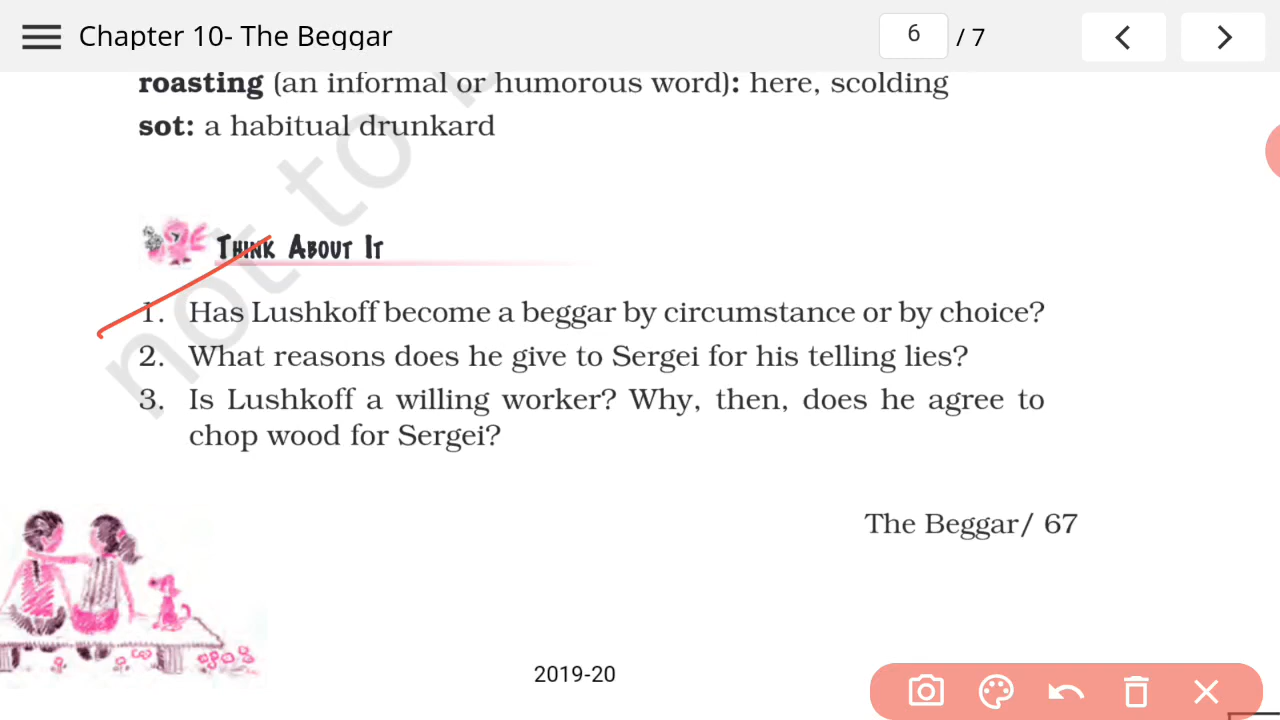 Chapter 10- The Beggar
6 / 7
roasting (an informal or humorous word): here, scolding
sot: a habitual drunkard
not to
THINK ABOUT IT
1. Has Lushkoff become a beggar by circumstance or by choice?
2. What reasons does he give to Sergei for his telling lies?
3. Is Lushkoff a willing worker? Why, then, does he agree to
chop wood for Sergei?
The Beggar/ 67
2019-20